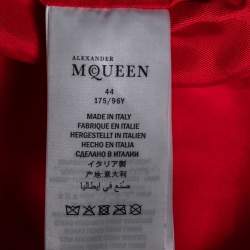 ALEXANDER
McQUEEN
44
175/96Y
MADE IN ITALY
FABRIQUE EN ITALIE
HERGESTELLT IN ITALIEN
HECHO EN ITALIA
СДЕЛАНО В ИТАЛИИ
イタリア製
产地:意大利
صنع في إيطاليا